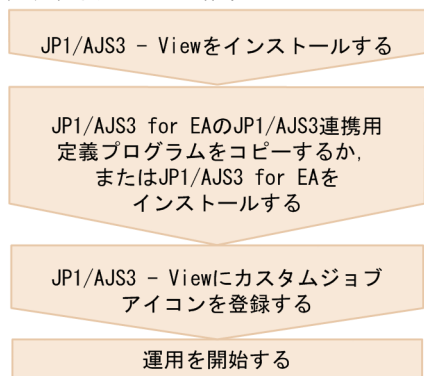 JP1/AJS3 - Viewをインストールする
JP1/AJS3 for EAのJP1/AJS3連携用
定義プログラムをコピーするか，
またはJP1/AJS3 for EAを
インストールする
JP1/AJS3 - Viewにカスタムジョブ
アイコンを登録する
運用を開始する